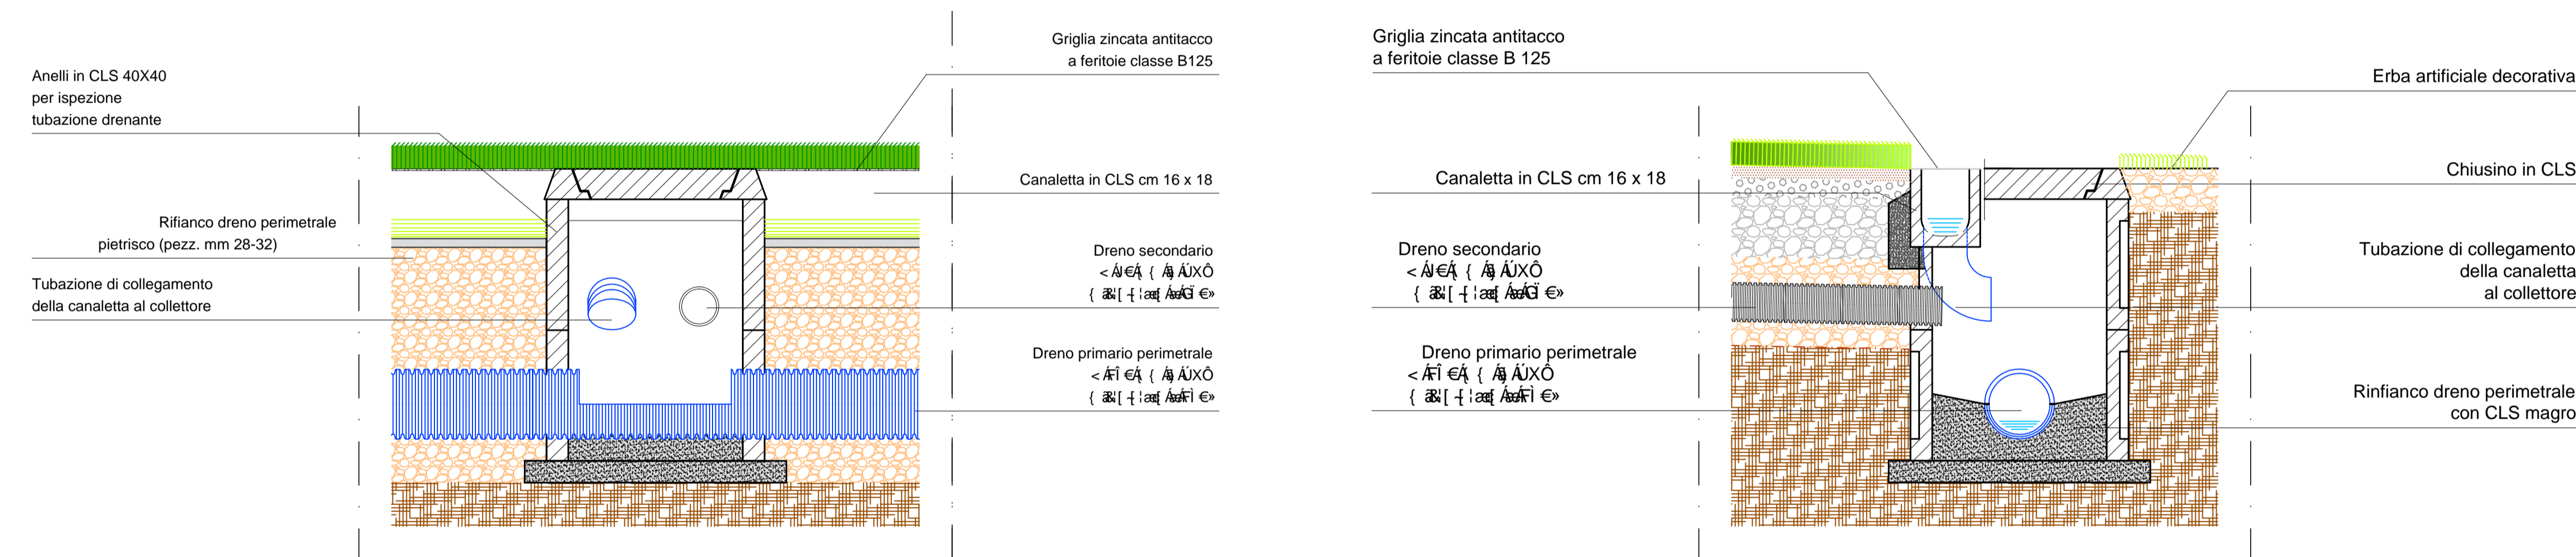 Anelli in CLS 40X40
per ispezione
tubazione drenante
Rifianco dreno perimetrale
pietrisco (pezz. mm 28-32)
Tubazione di collegamento
della canaletta al collettore
Griglia zincata antitacco
a feritoie classe B125
Canaletta in CLS cm 16 x 18
Dreno secondario
Dreno primario perimetrale
Griglia zincata antitacco
a feritoie classe B 125
Canaletta in CLS cm 16 x 18
Dreno secondario
Dreno primario perimetrale
Erba artificiale decorativa
Chiusino in CLS
Tubazione di collegamento
della canaletta
al collettore
Rinfianco dreno perimetrale
con CLS magro